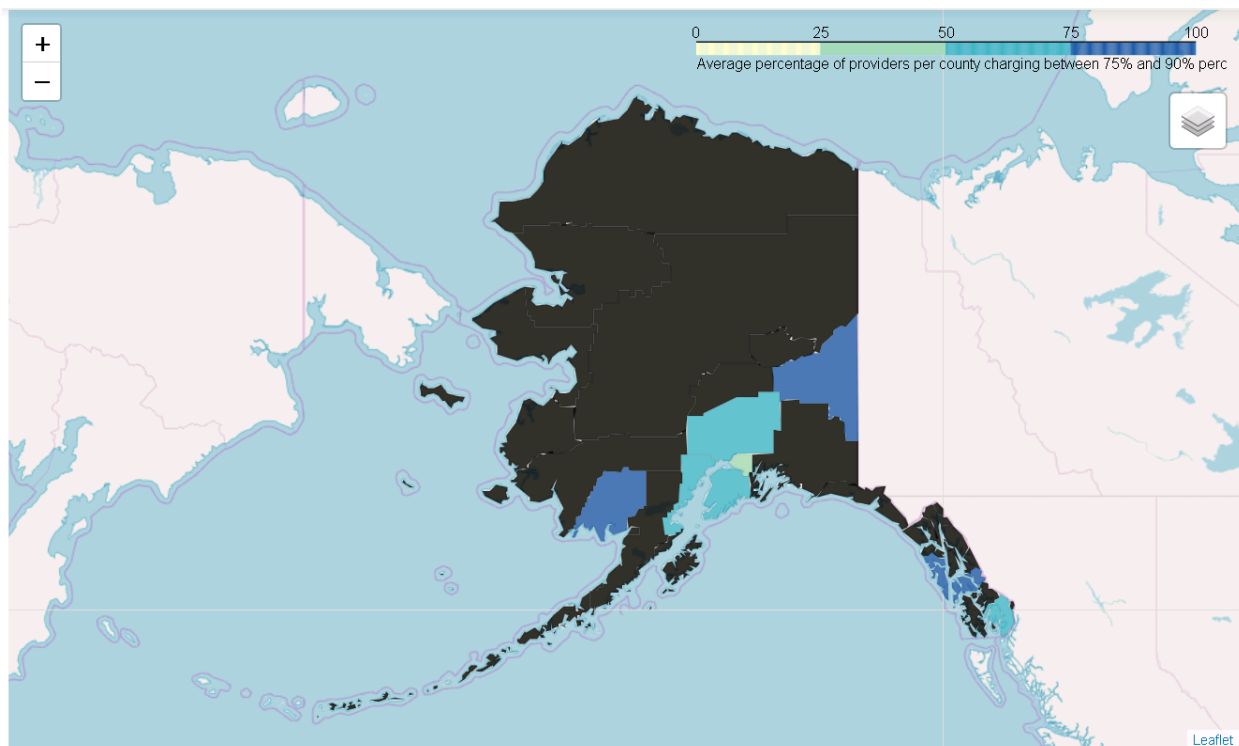 +
−
0 25 50 75 100
Average percentage of providers per county charging between 75% and 90% perc
Leaflet